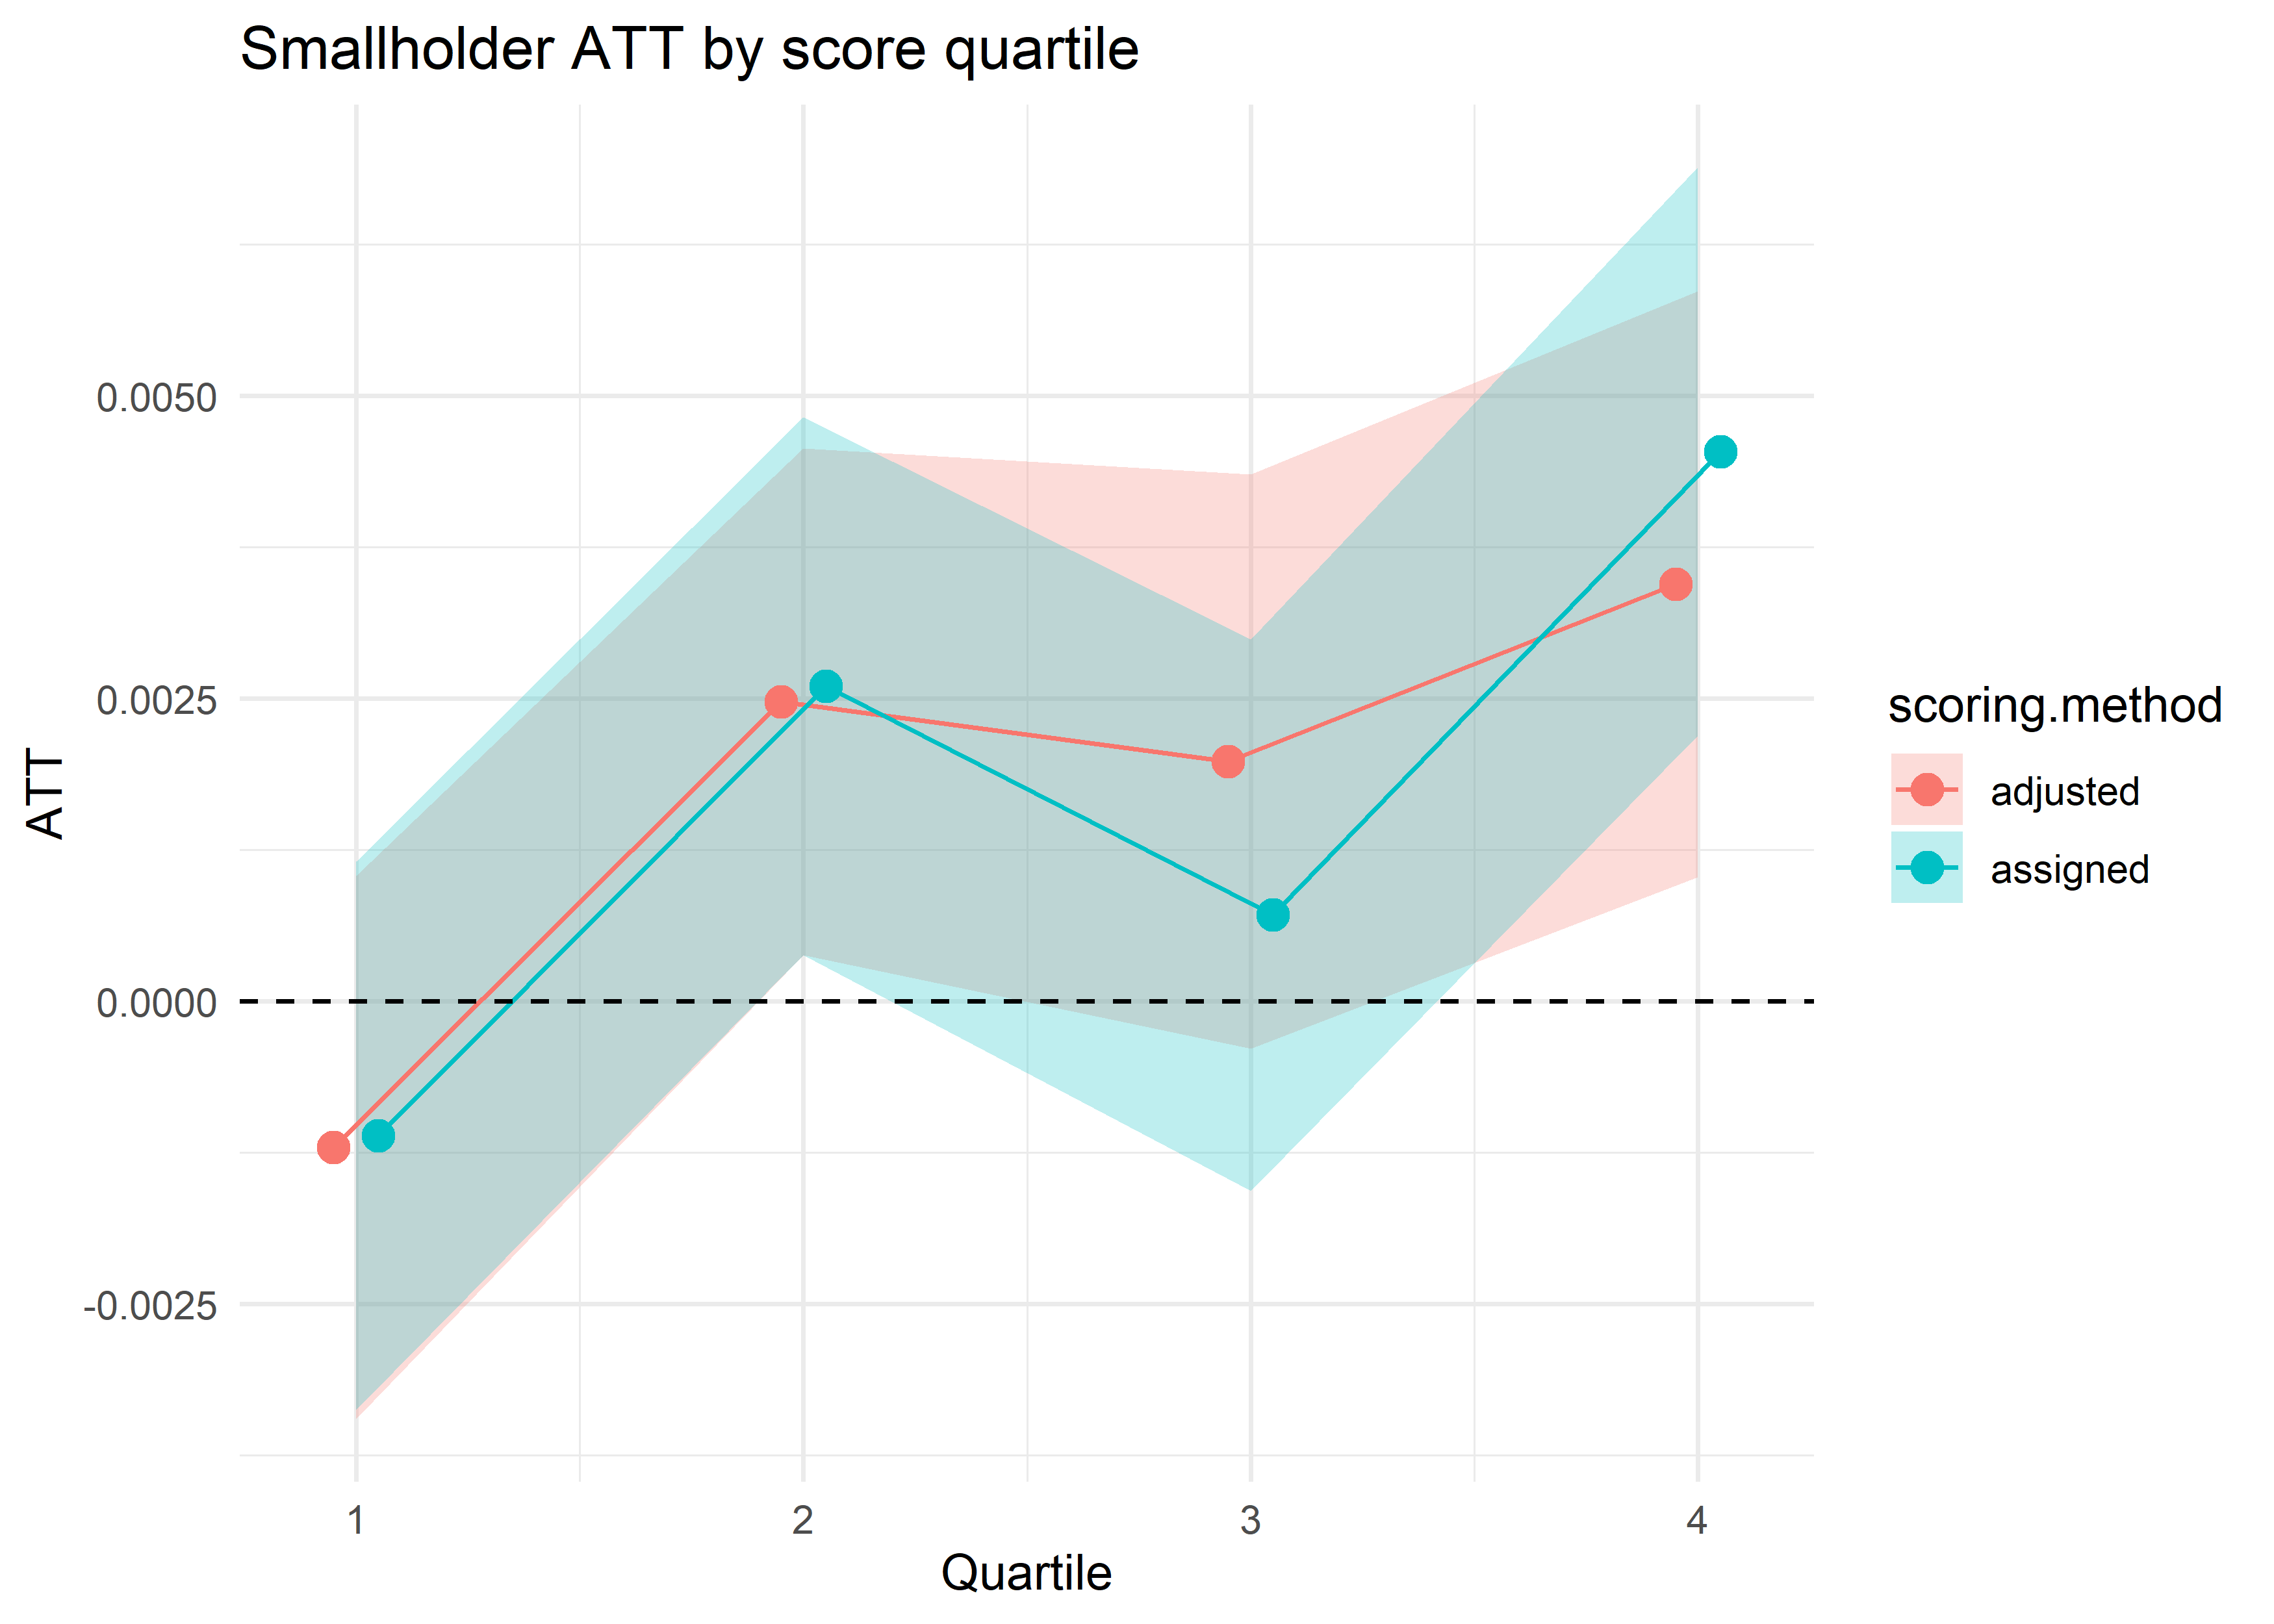 Smallholder ATT by score quartile
ATT
0.0050
0.0025
0.0000
-0.0025
1 2 3 4
Quartile
scoring.method
adjusted
assigned